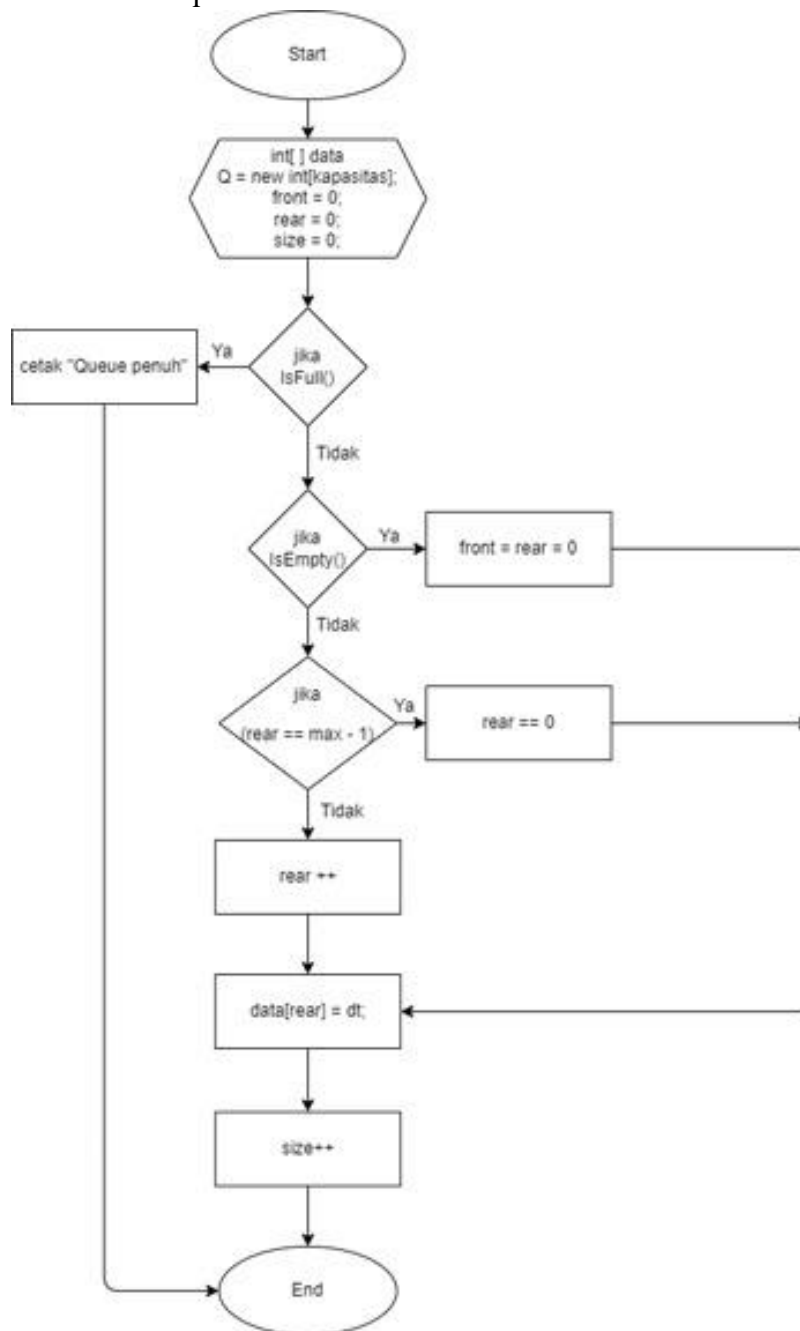 Start
int[ ] data
Q = new int[kapasitas];
front = 0;
rear = 0;
size = 0;
jika
IsFull()
Ya
cetak "Queue penuh"
Tidak
jika
IsEmpty()
Ya
front = rear = 0
Tidak
jika
(rear == max - 1)
Ya
rear == 0
Tidak
rear ++
data[rear] = dt;
size++
End